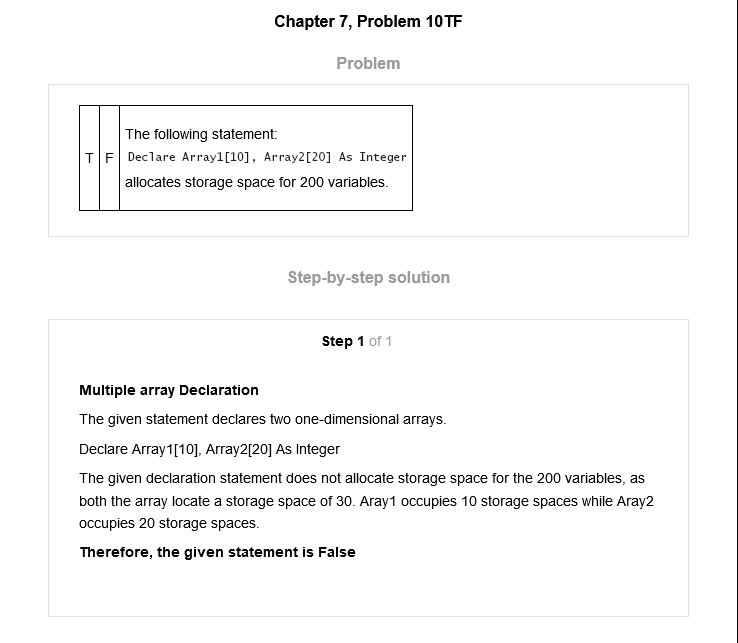 Chapter 7, Problem 10TF
Problem
The following statement:
T F Declare Array1[10], Array2[20] As Integer
allocates storage space for 200 variables.
Step-by-step solution
Step 1 of 1
Multiple array Declaration
The given statement declares two one-dimensional arrays.
Declare Array1[10], Array2[20] As Integer
The given declaration statement does not allocate storage space for the 200 variables, as
both the array locate a storage space of 30. Aray1 occupies 10 storage spaces while Aray2
occupies 20 storage spaces.
Therefore, the given statement is False